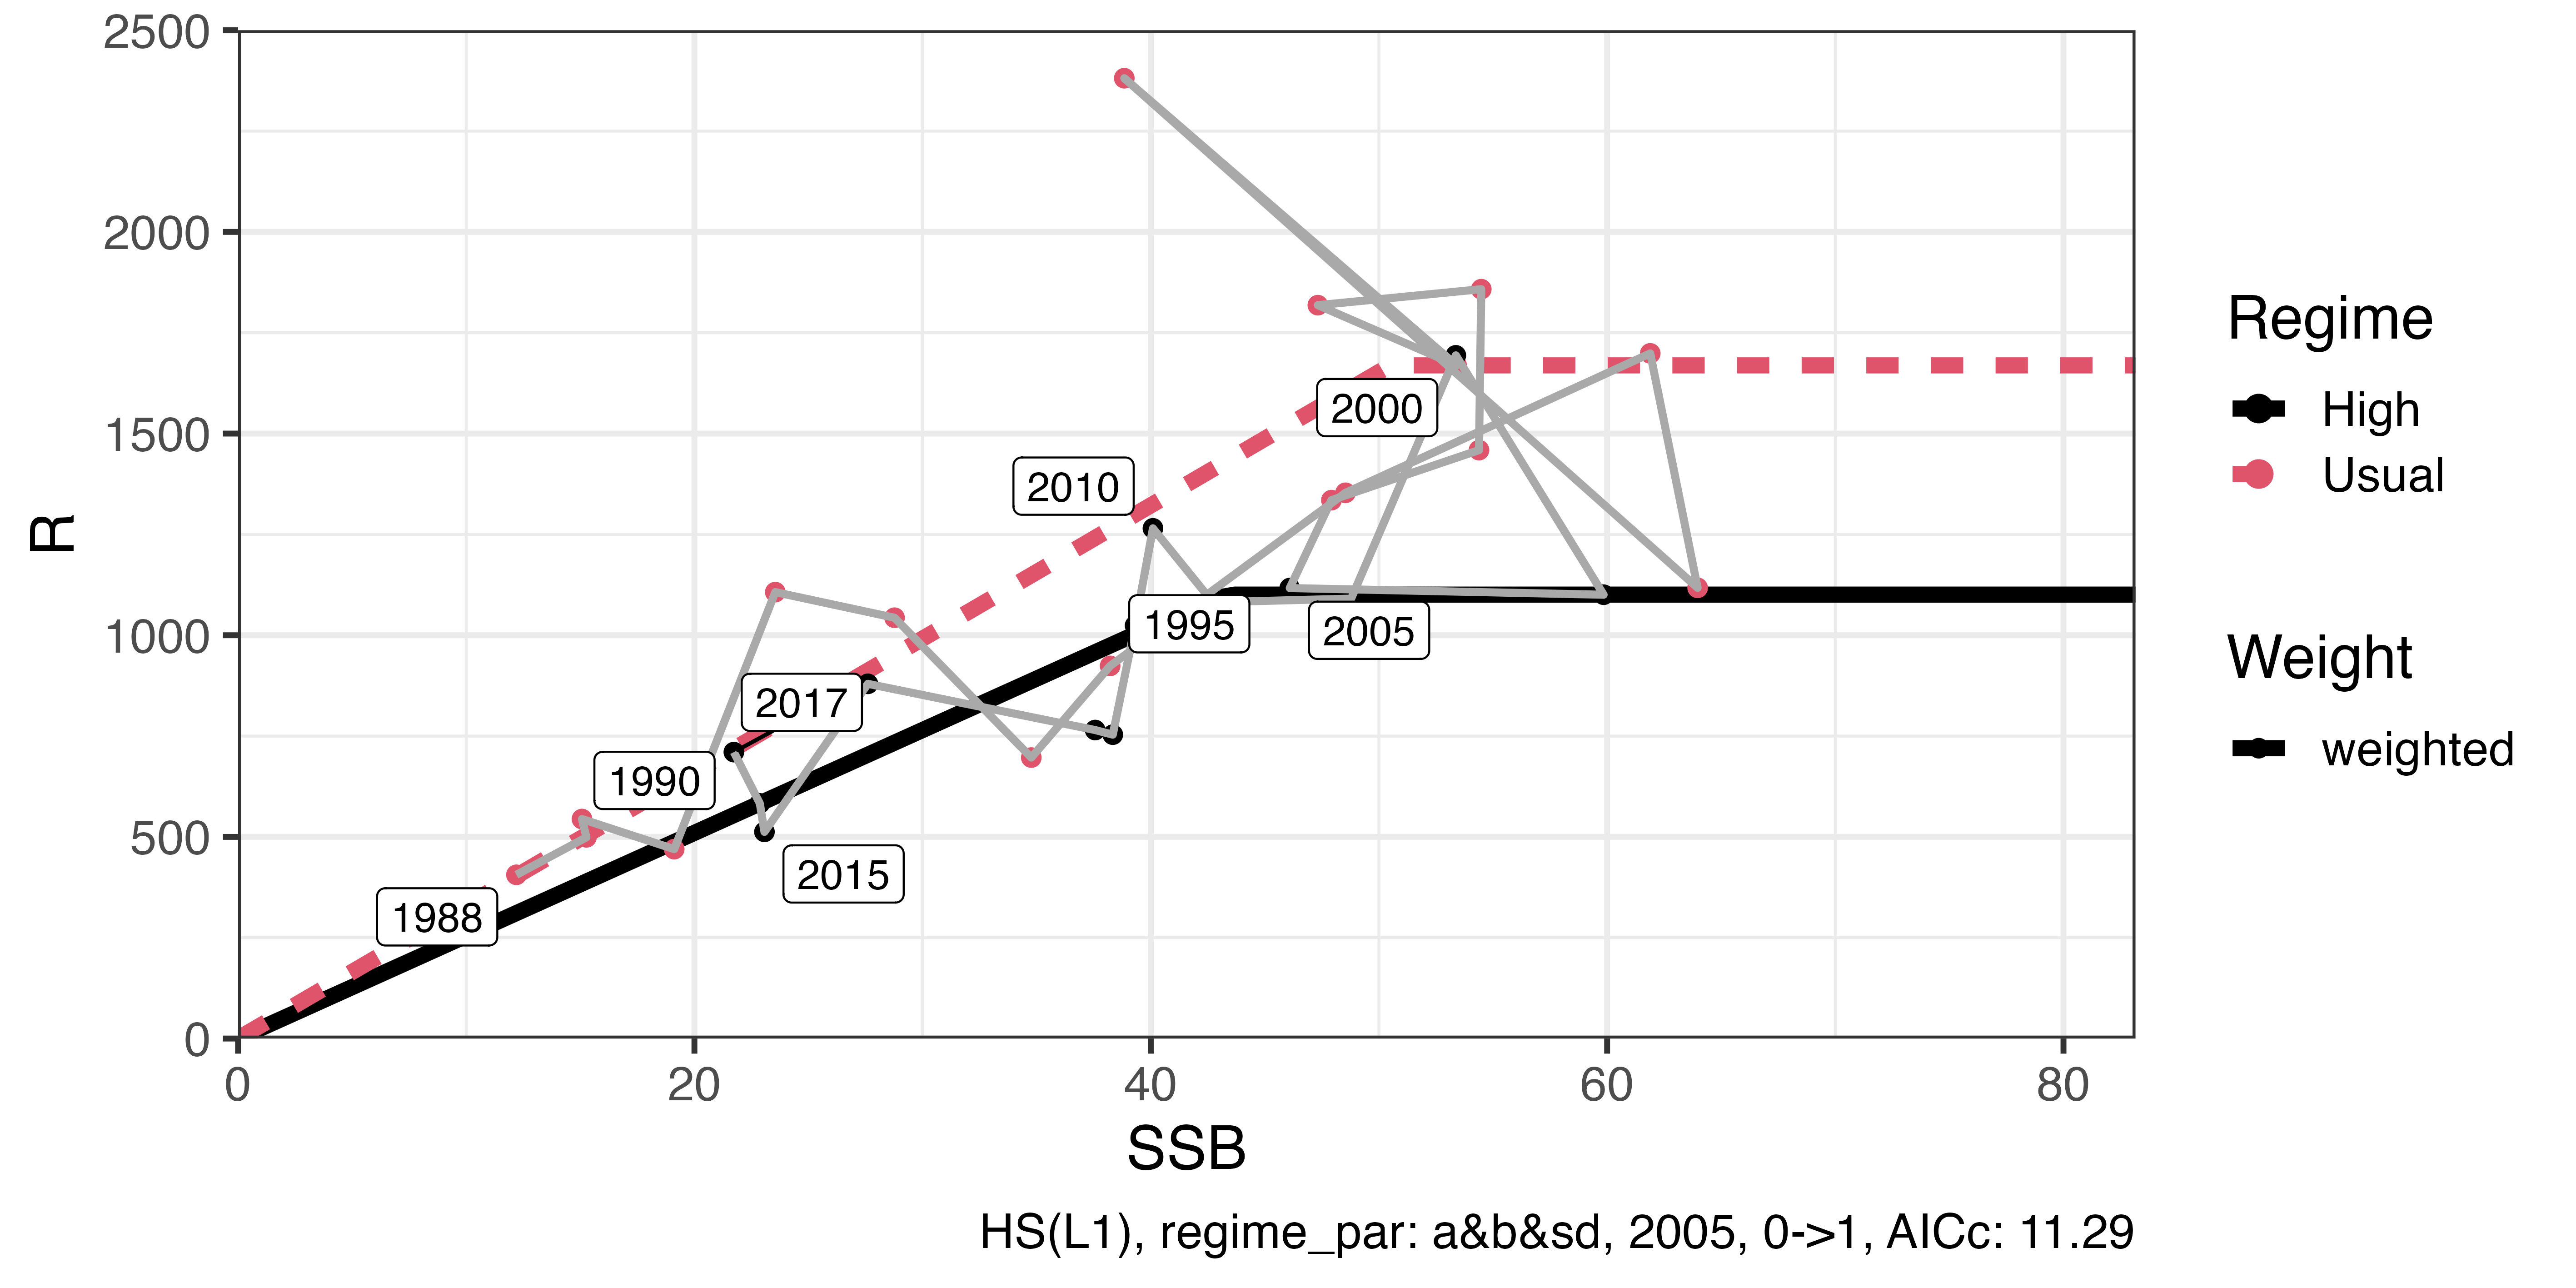 2500
2000
1500
1000
500
0
R
2000
2010
1995
2005
2017
1990
2015
1988
0 20 40 60 80
SSB
HS(L1), regime_par: a&b&sd, 2005, 0->1, AICc: 11.29
Regime
High
Usual
Weight
weighted